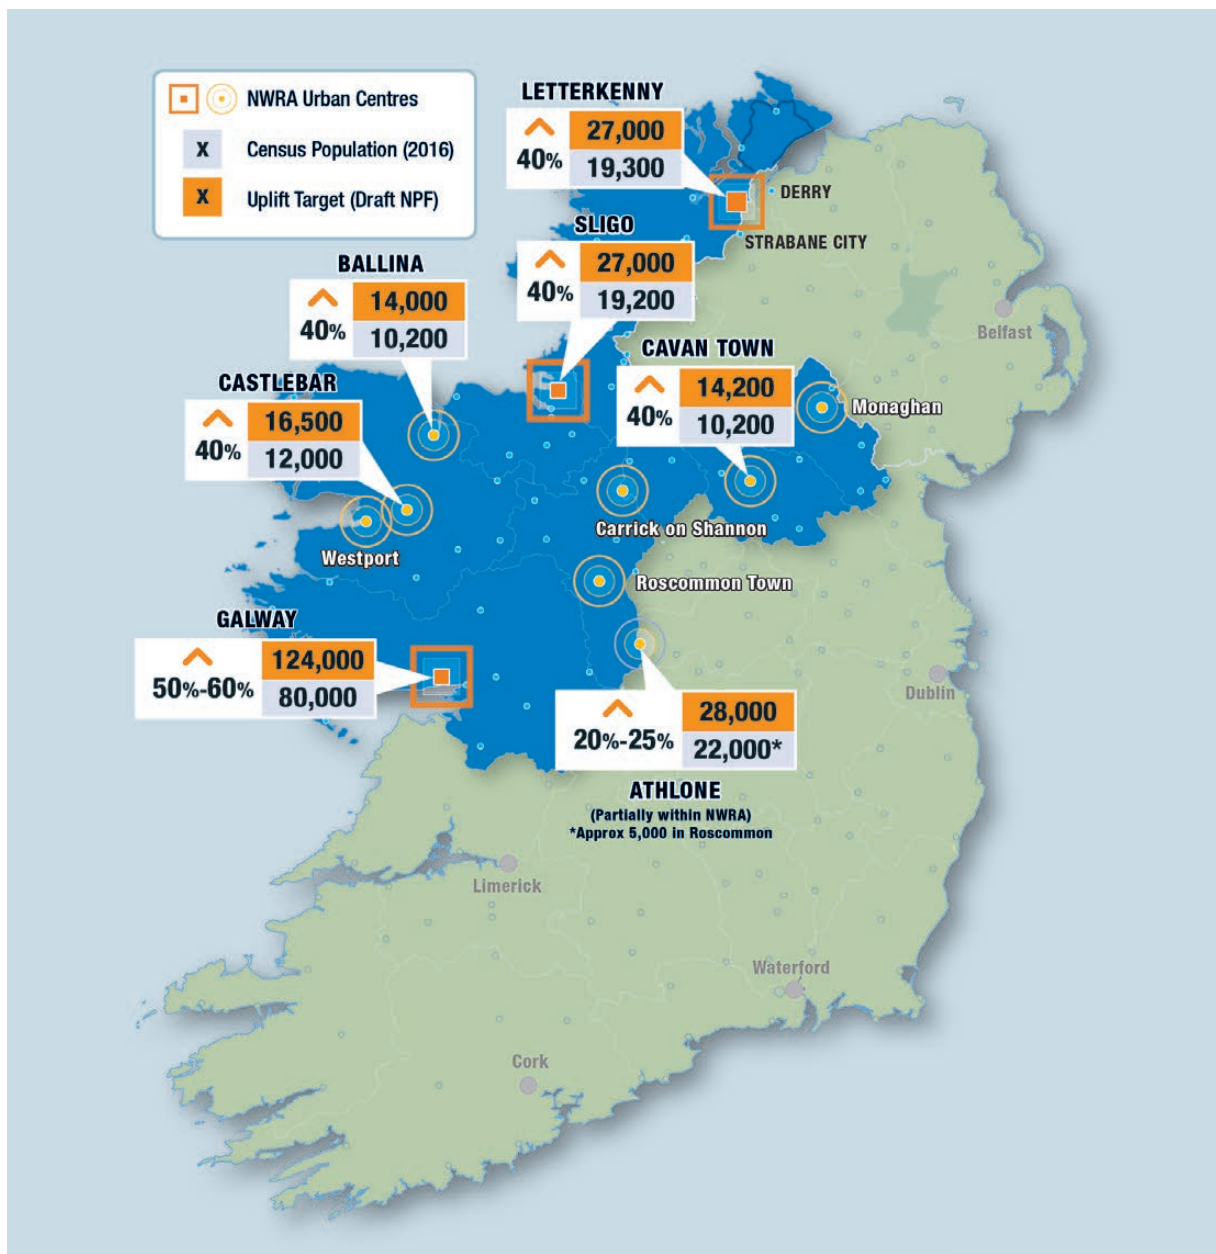 NWRA Urban Centres
X Census Population (2016)
X Uplift Target (Draft NPF)
LETTERKENNY
40% 27,000
19,300
DERRY
STRABANE CITY
SLIGO
40% 27,000
19,200
BALLINA
40% 14,000
10,200
Belfast
CAVAN TOWN
40% 14,200
10,200
CASTLEBAR
40% 16,500
12,000
Monaghan
Carrick on Shannon
Westport
Roscommon Town
GALWAY
50%-60% 124,000
80,000
Dublin
20%-25% 28,000
22,000*
ATHLONE
(Partially within NWRA)
*Approx 5,000 in Roscommon
Limerick
Waterford
Cork